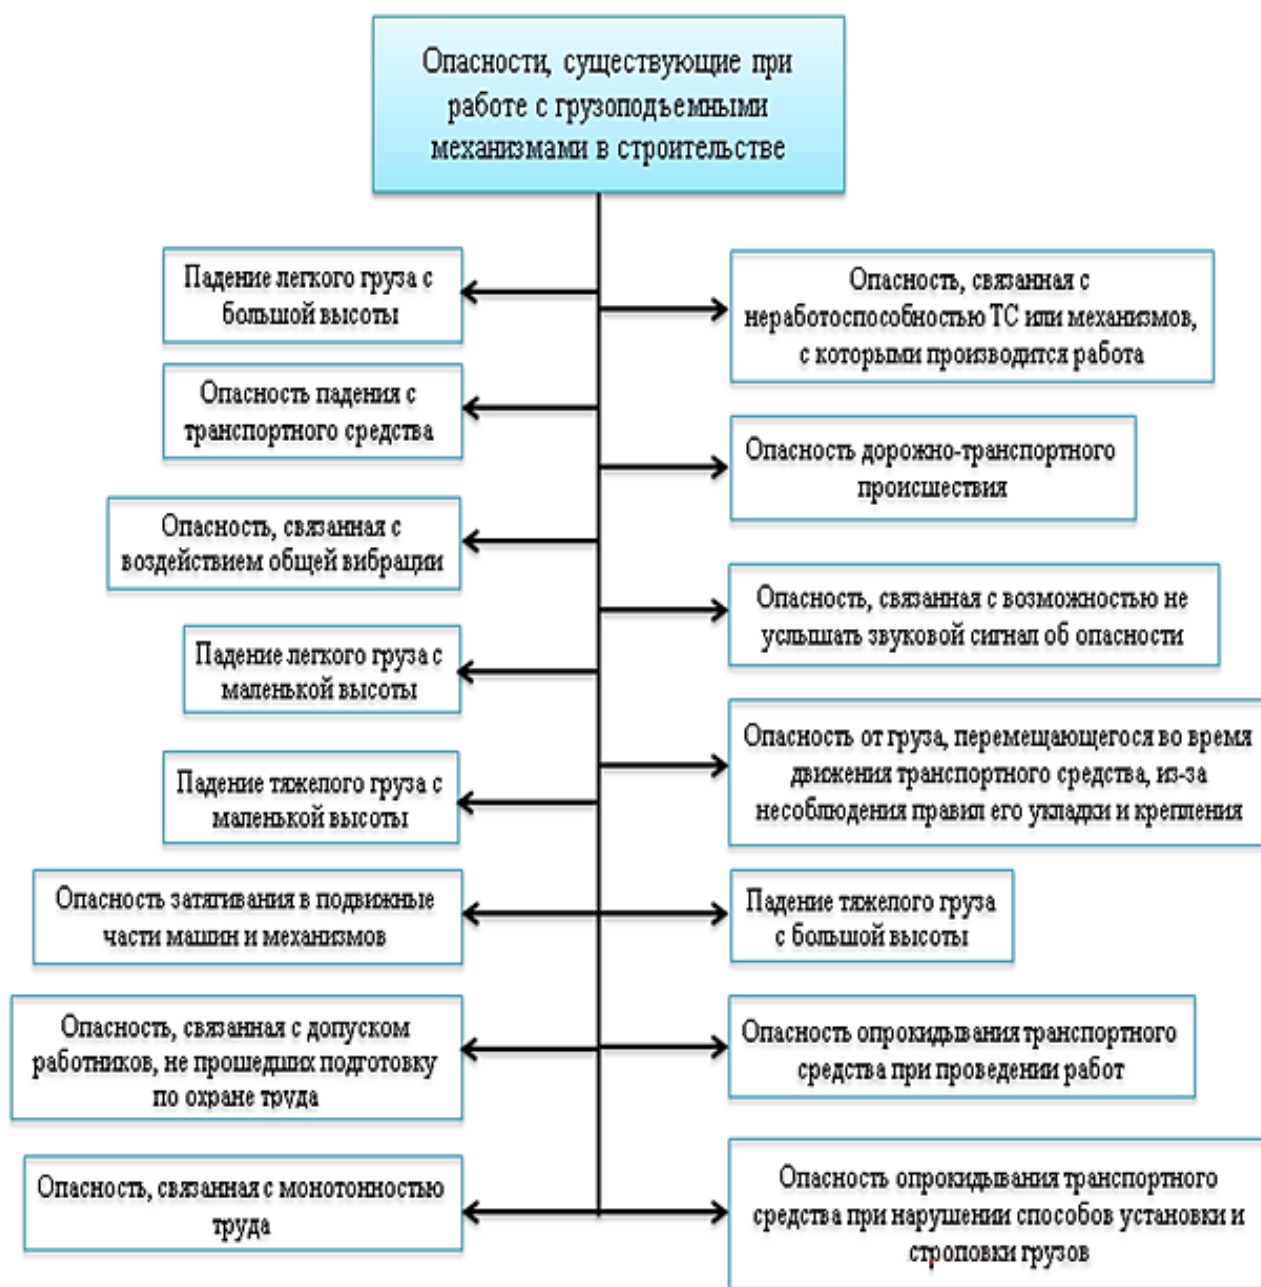 Опасности, существующие при
работе с грузоподъемными
механизмами в строительстве
Падение легкого груза с
большой высоты
Опасность падения с
транспортного средства
Опасность, связанная с
воздействием общей вибрации
Падение легкого груза с
маленькой высоты
Падение тяжелого груза с
маленькой высоты
Опасность затягивания в подвижные
части машин и механизмов
Опасность, связанная с допуском
работников, не прошедших подготовку
по охране труда
Опасность, связанная с монотонностью
труда
Опасность, связанная с
неработоспособностью ТС или механизмов,
с которыми производится работа
Опасность дорожно-транспортного
происшествия
Опасность, связанная с возможностью не
услышать звуковой сигнал об опасности
Опасность от груза, перемещающегося во время
движения транспортного средства, из-за
несоблюдения правил его укладки и крепления
Падение тяжелого груза
с большой высоты
Опасность опрокидывания транспортного
средства при проведении работ
Опасность опрокидывания транспортного
средства при нарушении способов установки и
строповки грузов